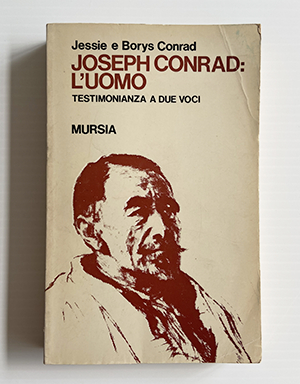 Jessie e Borys Conrad
JOSEPH CONRAD:
L'UOMO
TESTIMONIANZA A DUE VOCI
MURSIA